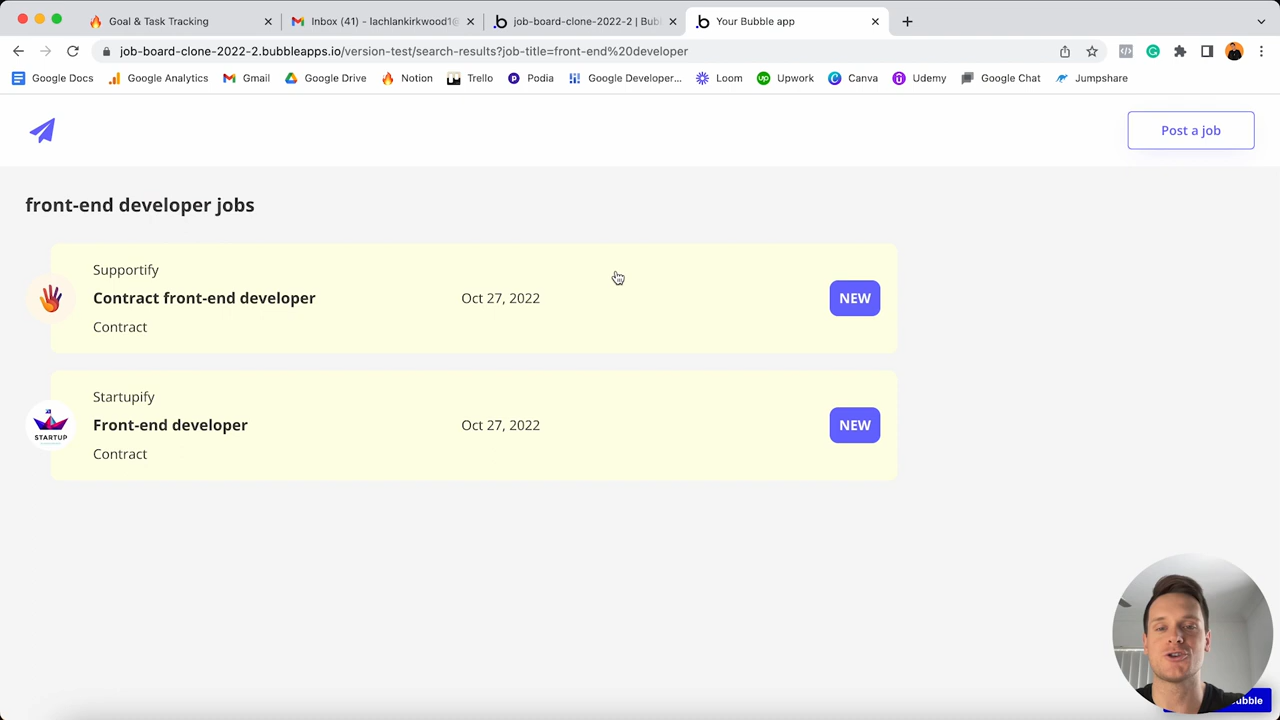 Goal & Task Tracking
Inbox (41) - lachlankirkwood1@
job-board-clone-2022-2 | Bub
Your Bubble app
job-board-clone-2022-2.bubbleapps.io/version-test/search-results?job-title=front-end%20developer
Google Docs
Google Analytics
Gmail
Google Drive
Notion
Trello
Podia
Google Developer...
Loom
Upwork
Canva
Udemy
Google Chat
Jumpshare
Post a job
front-end developer jobs
Supportify
Contract front-end developer
Oct 27, 2022
NEW
Contract
Startupify
STARTUP
Front-end developer
Oct 27, 2022
NEW
Contract
ubble